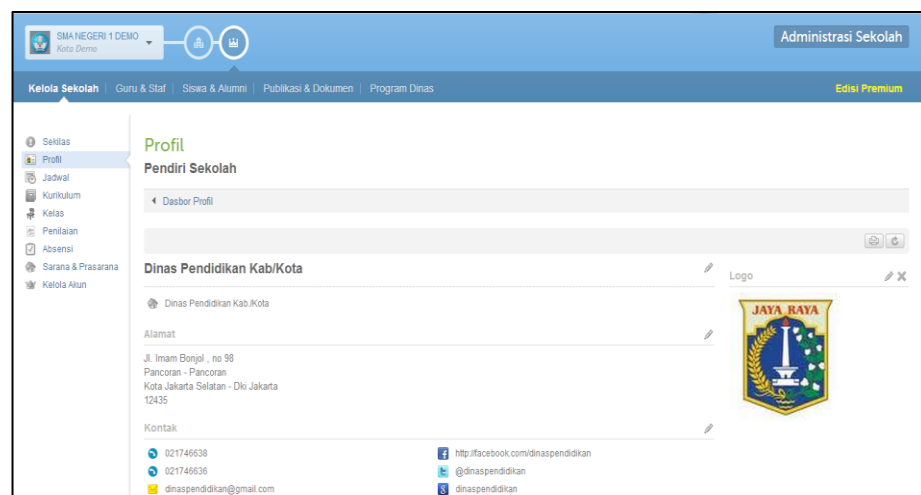 SMA NEGERI 1 DEMO
Kota Demo
Administrasi Sekolah
Kelola Sekolah | Guru & Staf | Siswa & Alumni | Publikasi & Dokumen | Program Dinas
Edisi Premium
Sekilas
Profil
Jadwal
Kurikulum
Kelas
Penilaian
Absensi
Sarana & Prasarana
Kelola Akun
Profil
Pendiri Sekolah
Dasbor Profil
Dinas Pendidikan Kab/Kota
Dinas Pendidikan Kab./Kota
Alamat
Jl. Imam Bonjol , no 98
Pancoran - Pancoran
Kota Jakarta Selatan - Dki Jakarta
12435
Kontak
021746638
021746636
dinaspendidikan@gmail.com
http://facebook.com/dinaspendidikan
@dinaspendidikan
dinaspendidikan
Logo
JAYA RAYA